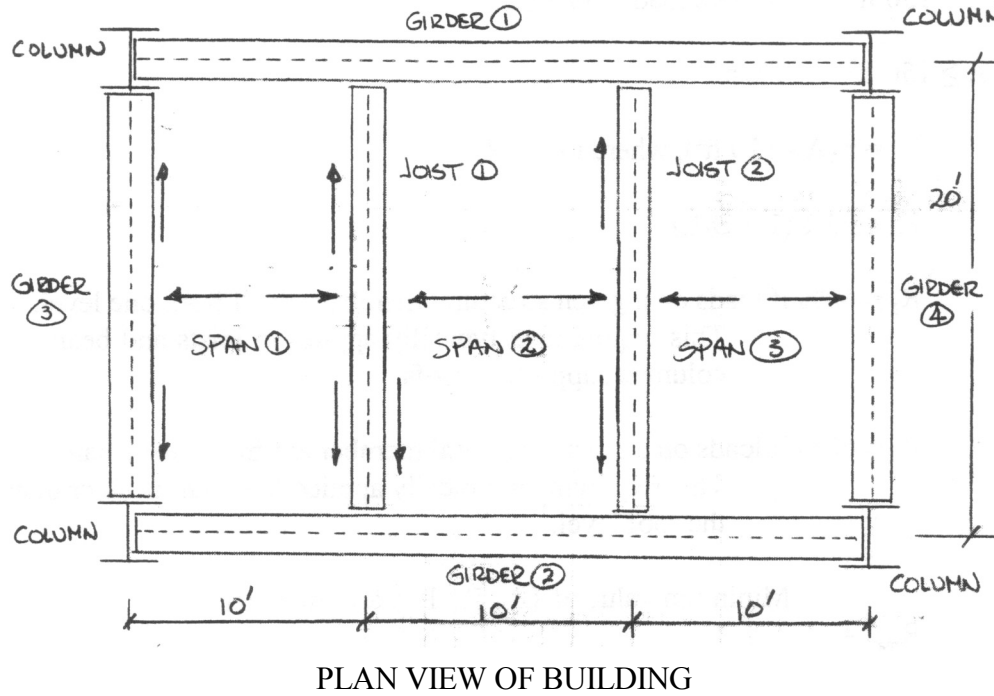 GIRDER ①
COLUMN
COLUMN
JOIST ①
JOIST ②
20'
GIRDER
③
GIRDER
④
SPAN ①
SPAN ②
SPAN ③
COLUMN
GIRDER ②
COLUMN
10'
10'
10'
PLAN VIEW OF BUILDING